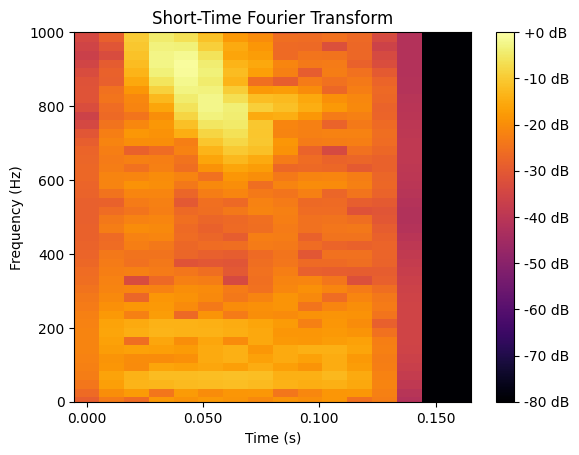 Short-Time Fourier Transform
1000
800
600
400
200
0
Frequency (Hz)
0.000
0.050
0.100
0.150
Time (s)
+0 dB
-10 dB
-20 dB
-30 dB
-40 dB
-50 dB
-60 dB
-70 dB
-80 dB